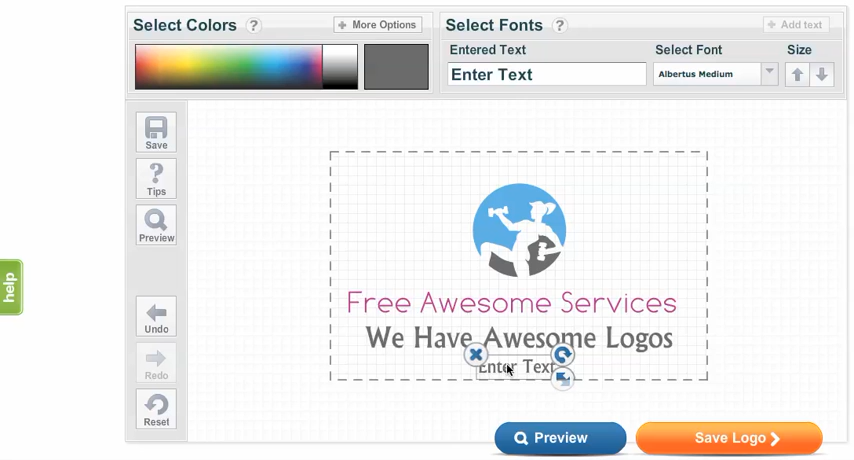 Select Colors ?
+ More Options
Select Fonts ?
+ Add text
Entered Text
Select Font
Size
Enter Text
Albertus Medium
Save
?
Tips
Preview
Undo
Redo
Reset
help
Free Awesome Services
We Have Awesome Logos
Enter Text
Preview
Save Logo